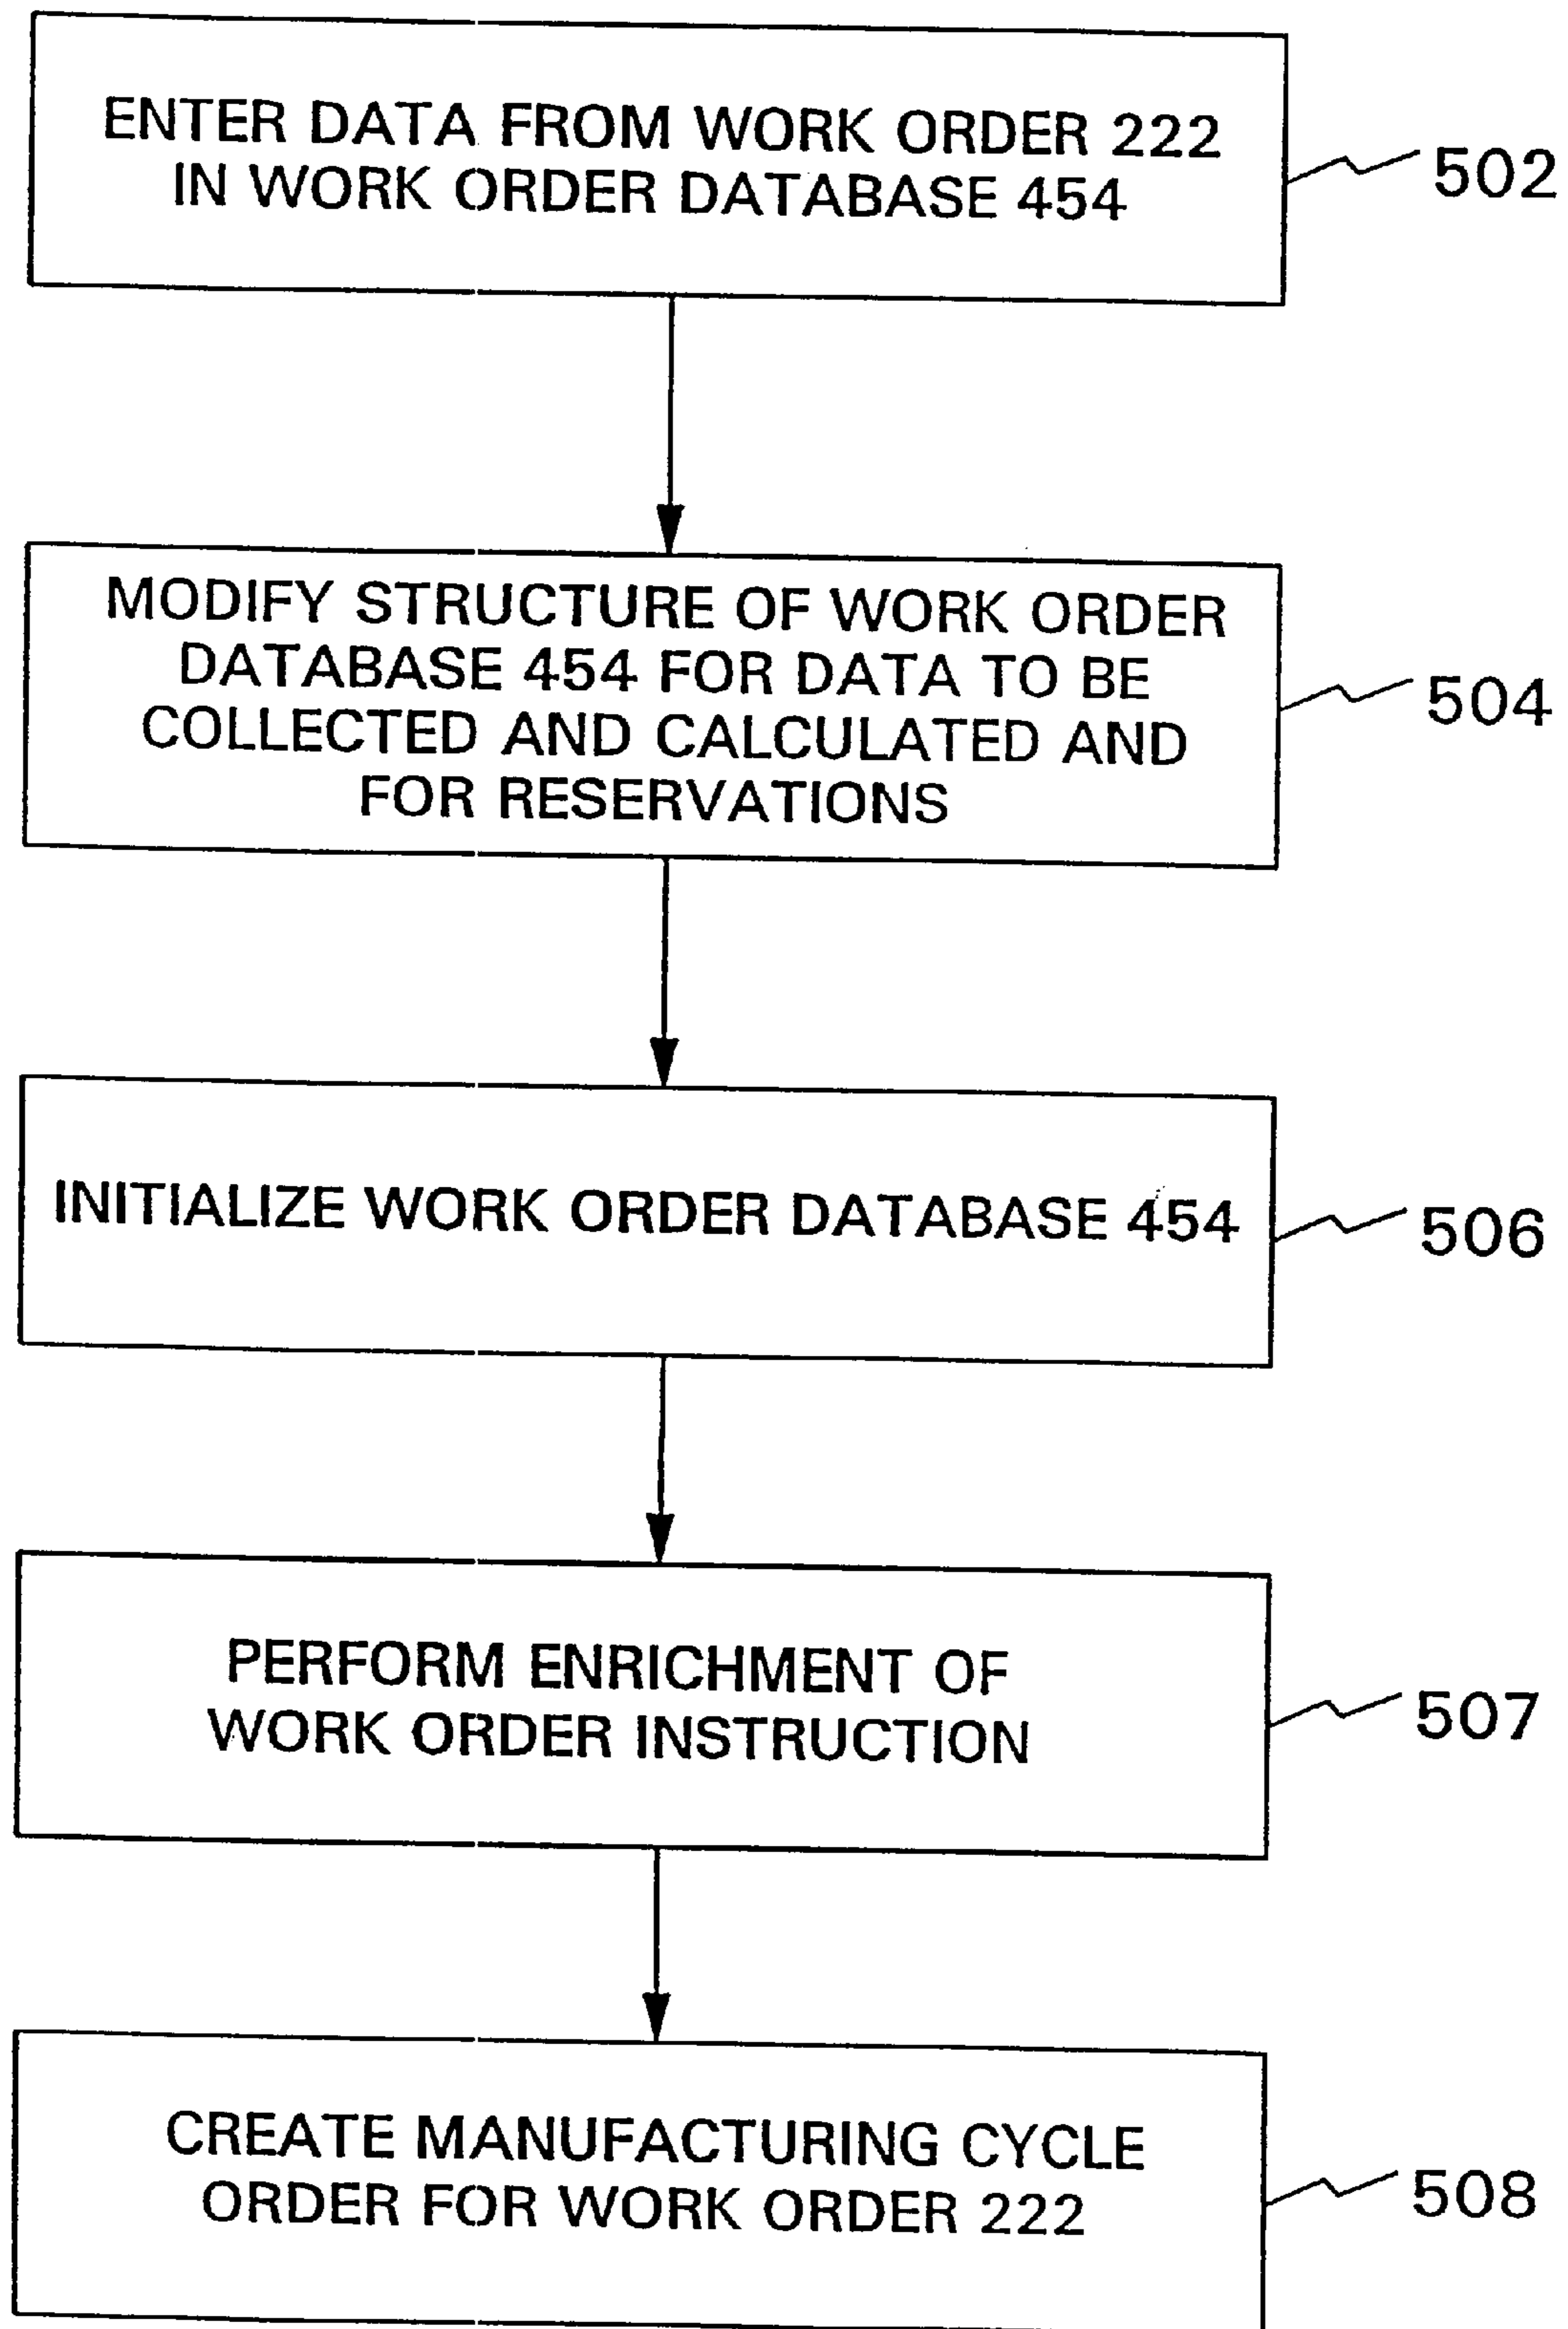 ENTER DATA FROM WORK ORDER 222
IN WORK ORDER DATABASE 454
502
MODIFY STRUCTURE OF WORK ORDER
DATABASE 454 FOR DATA TO BE
COLLECTED AND CALCULATED AND
FOR RESERVATIONS
504
INITIALIZE WORK ORDER DATABASE 454
506
PERFORM ENRICHMENT OF
WORK ORDER INSTRUCTION
507
CREATE MANUFACTURING CYCLE
ORDER FOR WORK ORDER 222
508